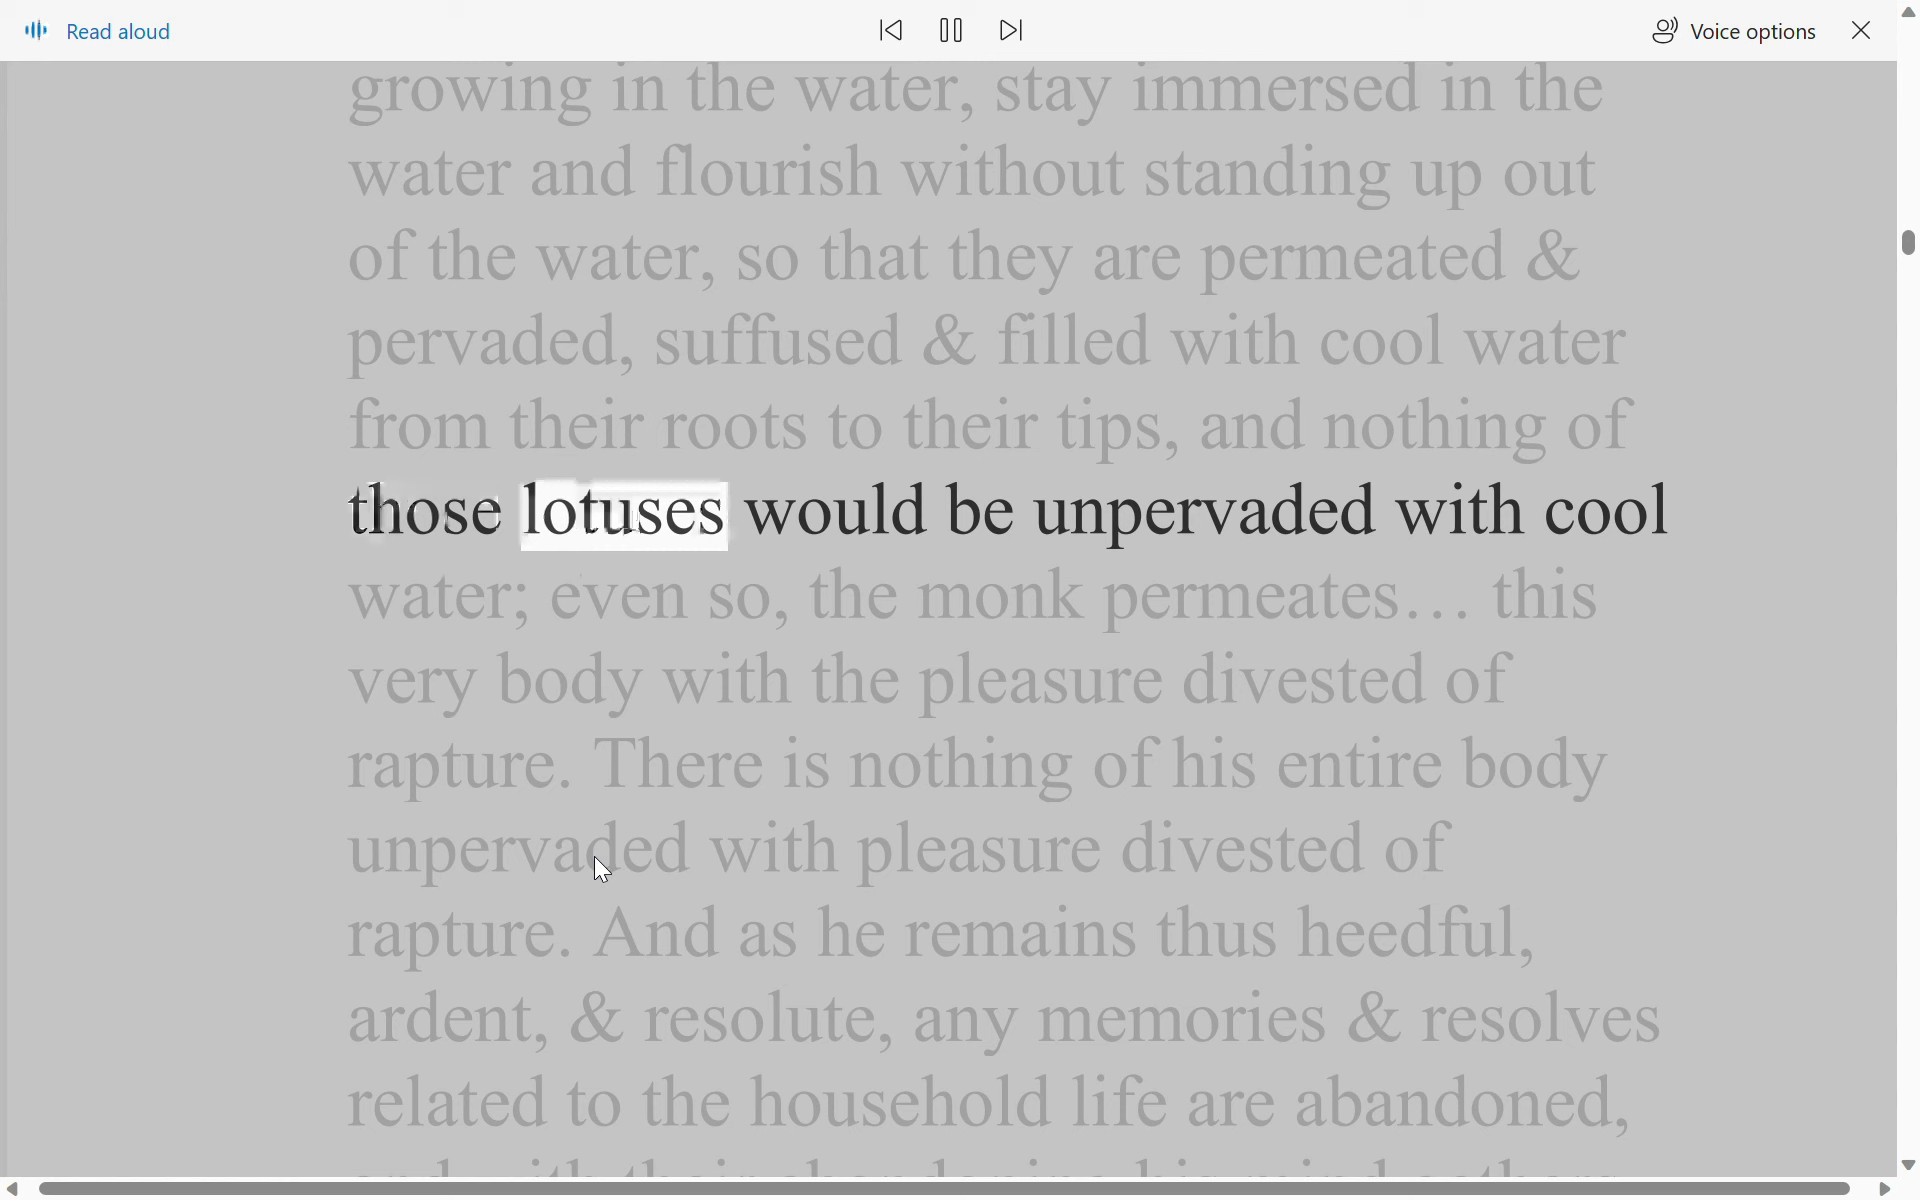 Read aloud
Voice options
growing in the water, stay immersed in the
water and flourish without standing up out
of the water, so that they are permeated &
pervaded, suffused & filled with cool water
from their roots to their tips, and nothing of
those lotuses would be unpervaded with cool
water; even so, the monk permeates… this
very body with the pleasure divested of
rapture. There is nothing of his entire body
unpervaded with pleasure divested of
rapture. And as he remains thus heedful,
ardent, & resolute, any memories & resolves
related to the household life are abandoned,